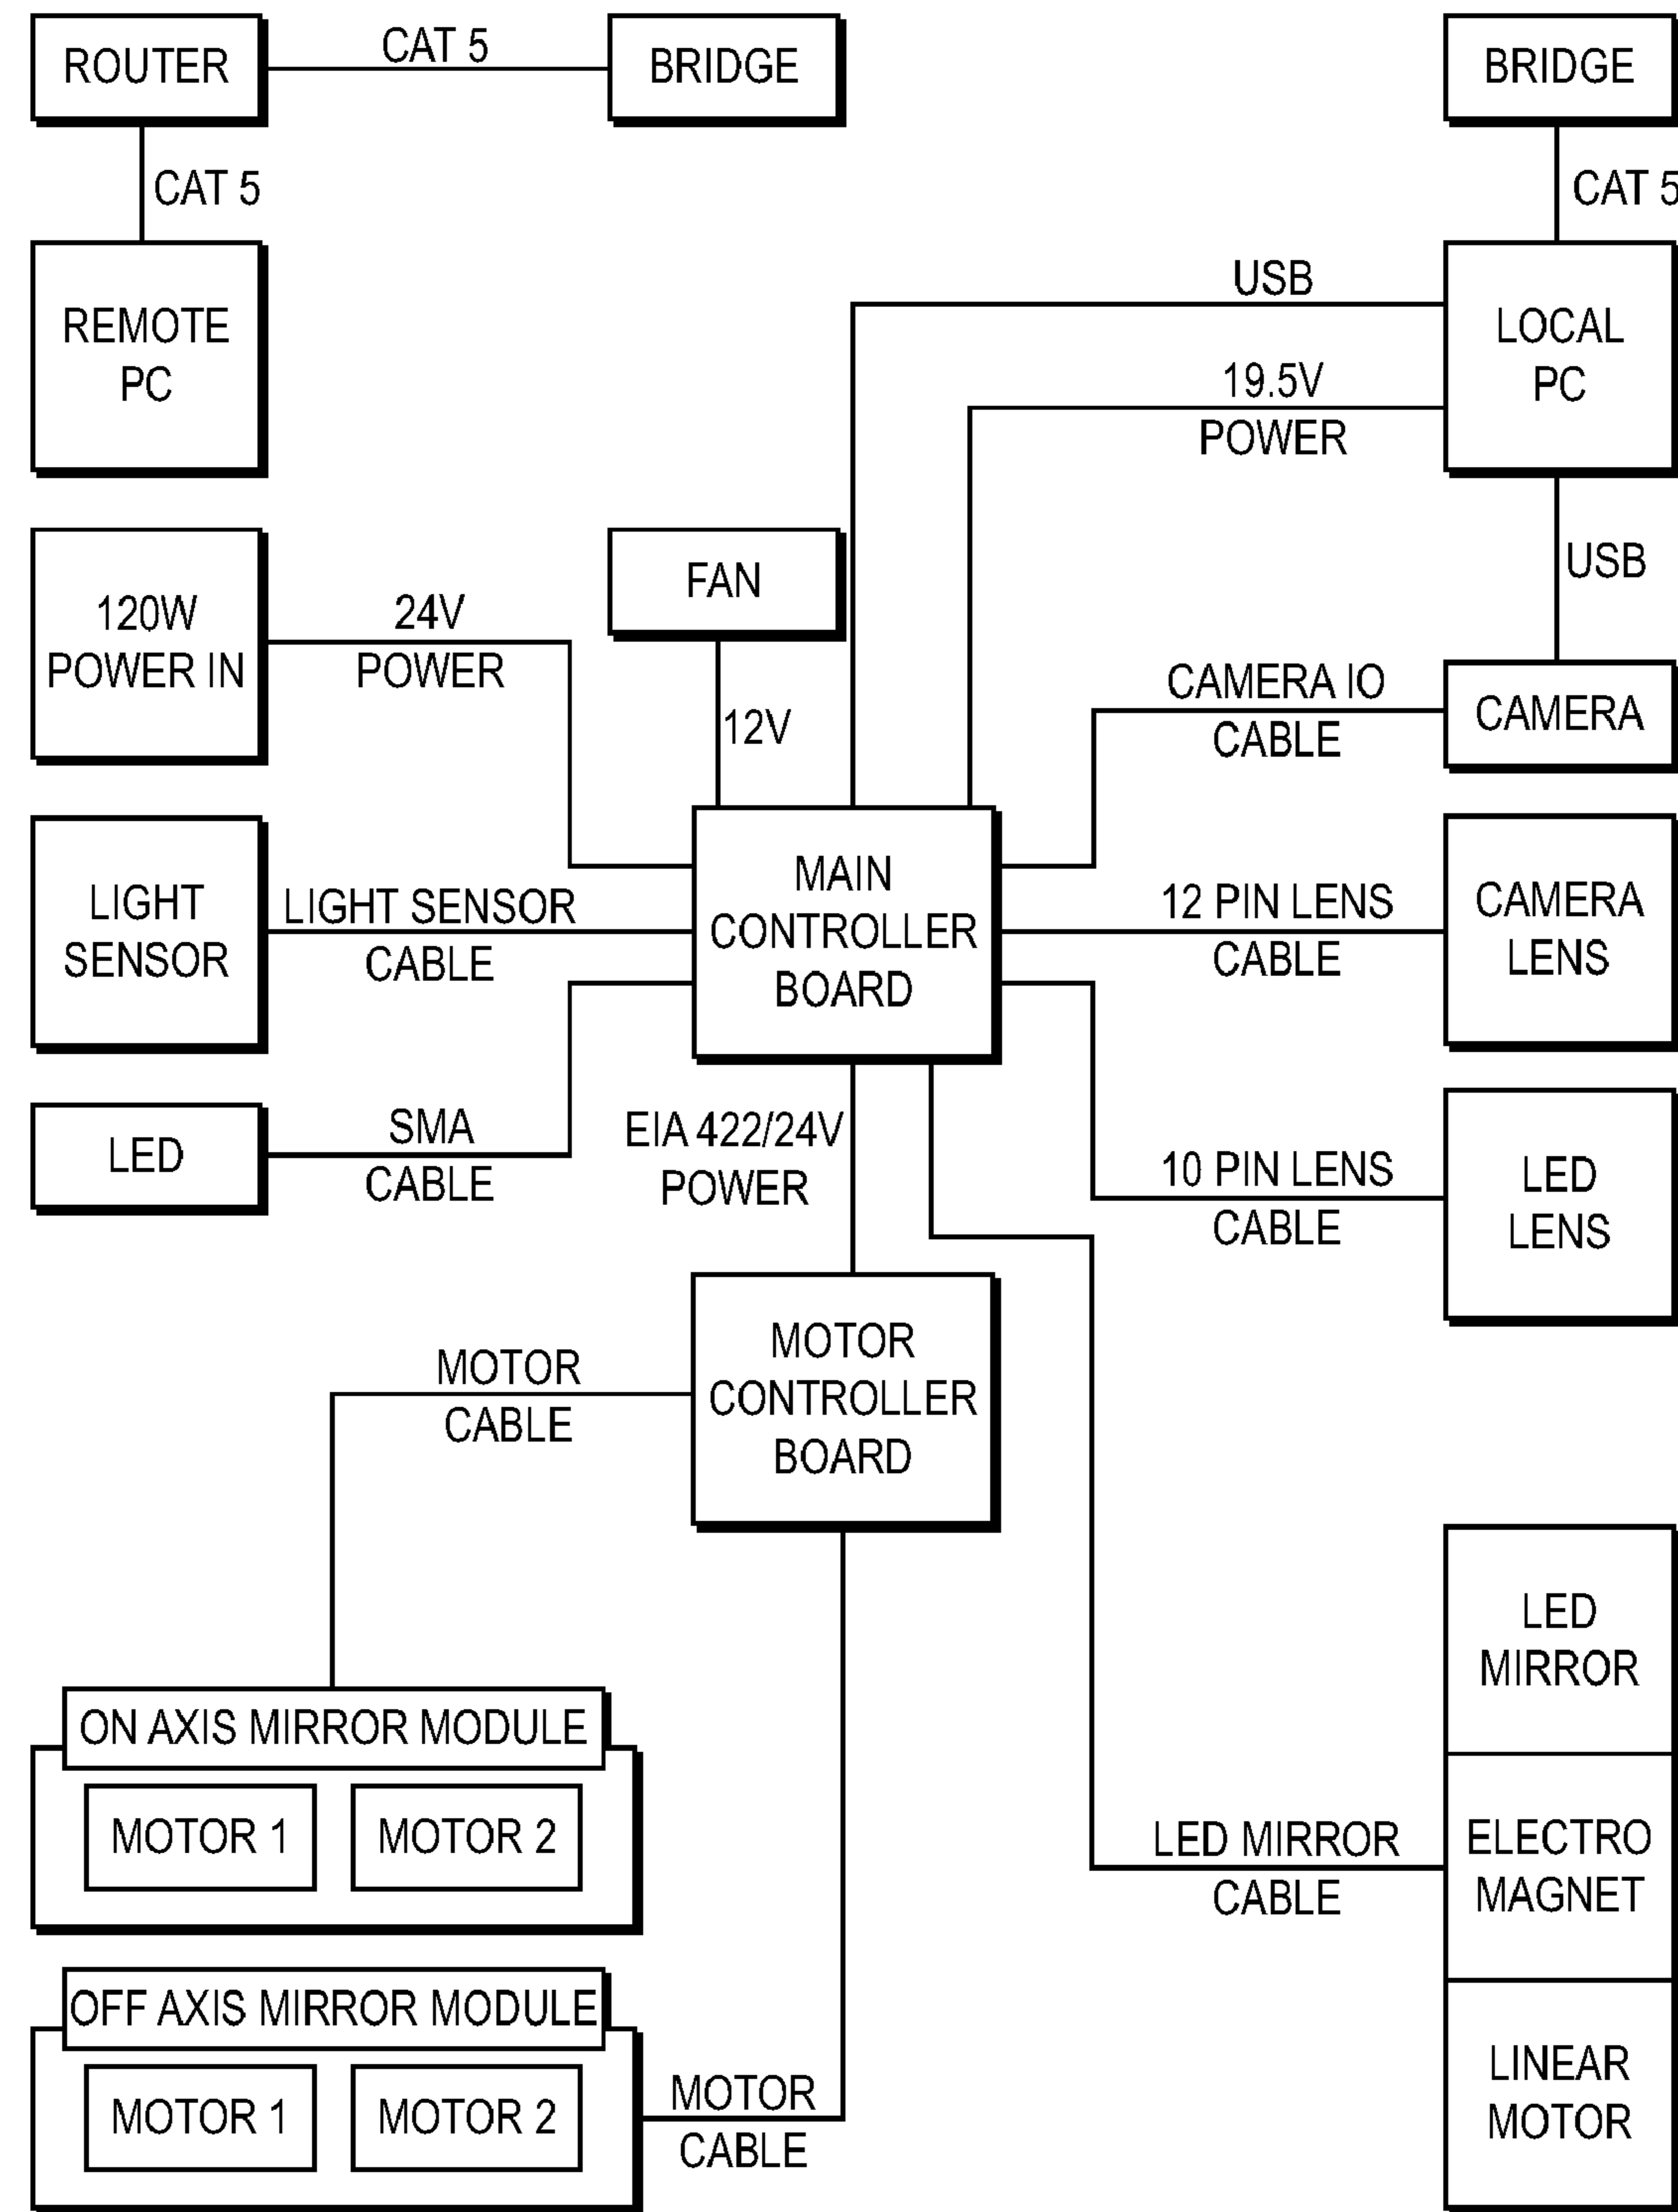 ROUTER
CAT 5
BRIDGE
BRIDGE
CAT 5
CAT 5
REMOTE
PC
USB
LOCAL
PC
19.5V
POWER
120W
POWER IN
24V
POWER
FAN
12V
USB
CAMERA IO
CABLE
CAMERA
LIGHT
SENSOR
LIGHT SENSOR
CABLE
MAIN
CONTROLLER
BOARD
12 PIN LENS
CABLE
CAMERA
LENS
LED
SMA
CABLE
EIA 422/24V
POWER
10 PIN LENS
CABLE
LED
LENS
MOTOR
CABLE
MOTOR
CONTROLLER
BOARD
LED
MIRROR
ON AXIS MIRROR MODULE
MOTOR 1
MOTOR 2
LED MIRROR
CABLE
ELECTRO
MAGNET
OFF AXIS MIRROR MODULE
MOTOR 1
MOTOR 2
MOTOR
CABLE
LINEAR
MOTOR